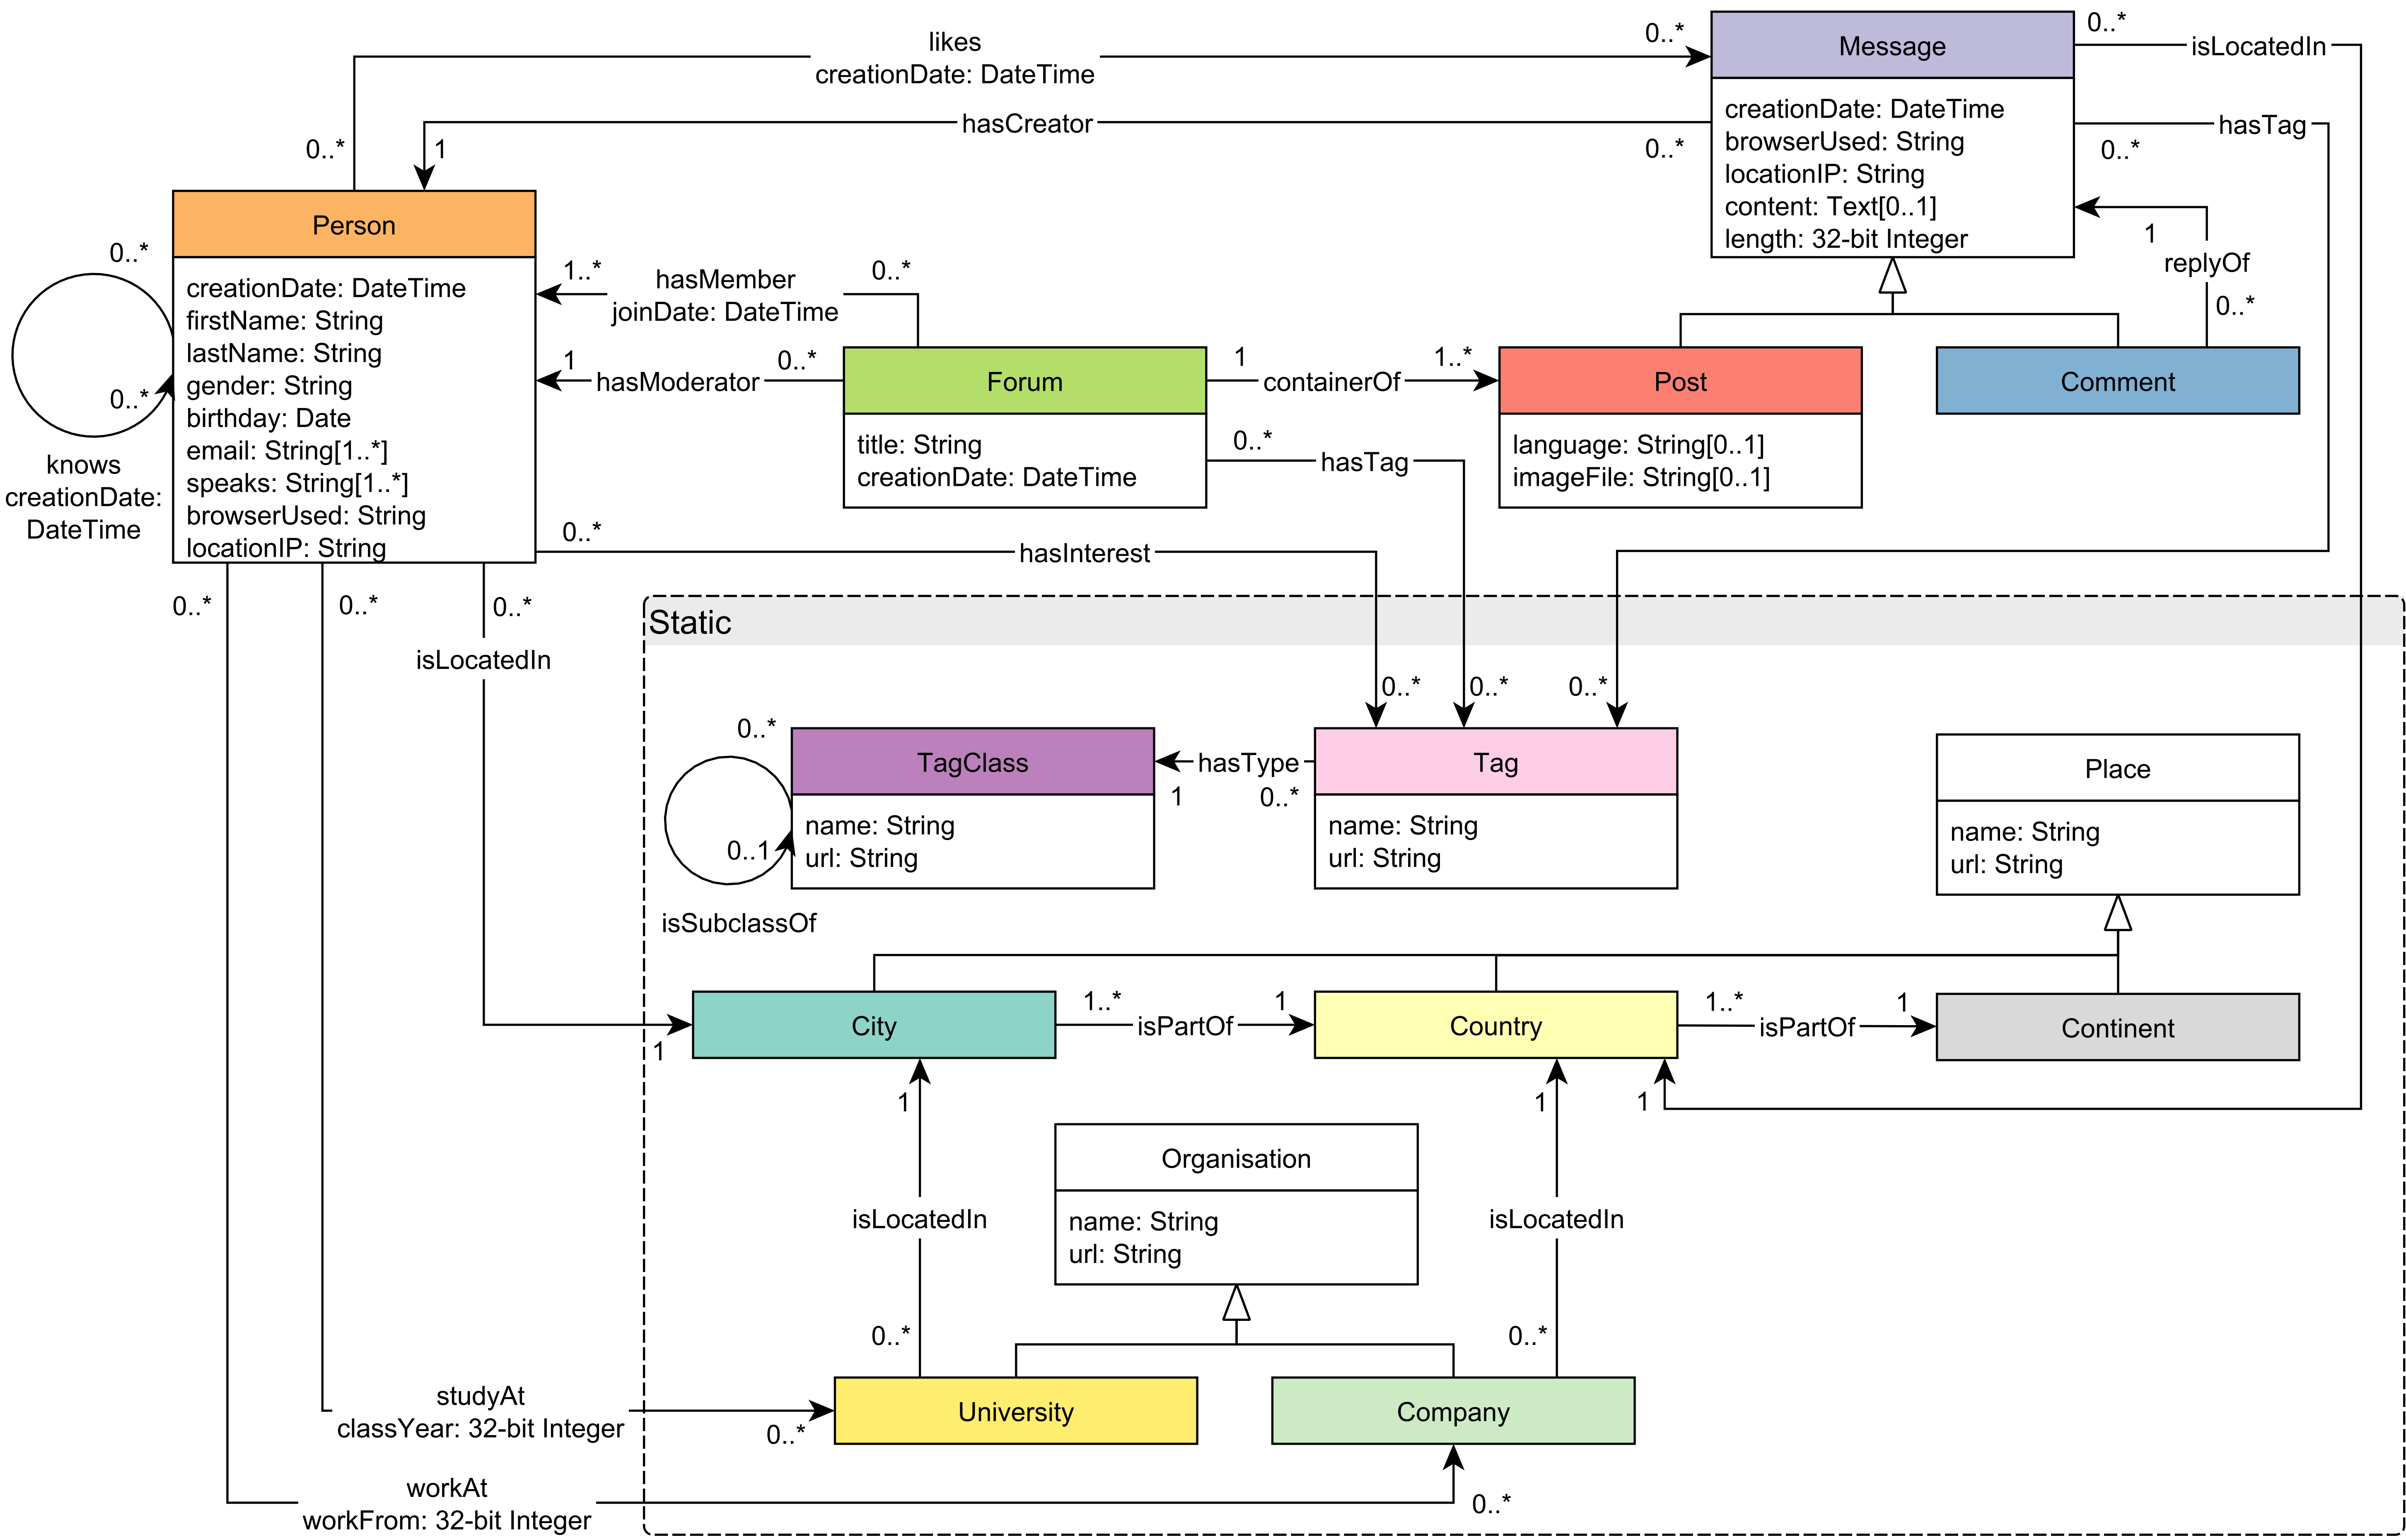 likes
creationDate: DateTime
0..*
0..*
Message
0..*
isLocatedIn
creationDate: DateTime
browserUsed: String
locationIP: String
content: Text[0..1]
length: 32-bit Integer
hasCreator
0..*
1
0..*
hasTag
0..*
1
replyOf
0..*
Person
creationDate: DateTime
firstName: String
lastName: String
gender: String
birthday: Date
email: String[1..*]
speaks: String[1..*]
browserUsed: String
locationIP: String
0..*
0..*
knows
creationDate:
DateTime
1..*
hasMember
joinDate: DateTime
0..*
1
hasModerator
0..*
Forum
title: String
creationDate: DateTime
1
containerOf
1..*
Post
language: String[0..1]
imageFile: String[0..1]
Comment
0..*
hasTag
0..*
hasInterest
0..*
0..*
0..*
isLocatedIn
Static
0..*
0..*
0..*
0..*
0..1
isSubclassOf
TagClass
name: String
url: String
hasType
1
0..*
Tag
name: String
url: String
Place
name: String
url: String
1
City
1..*
isPartOf
1
Country
1..*
isPartOf
1
Continent
1
1
1
Organisation
name: String
url: String
isLocatedIn
isLocatedIn
0..*
0..*
studyAt
classYear: 32-bit Integer
0..*
University
Company
workAt
workFrom: 32-bit Integer
0..*